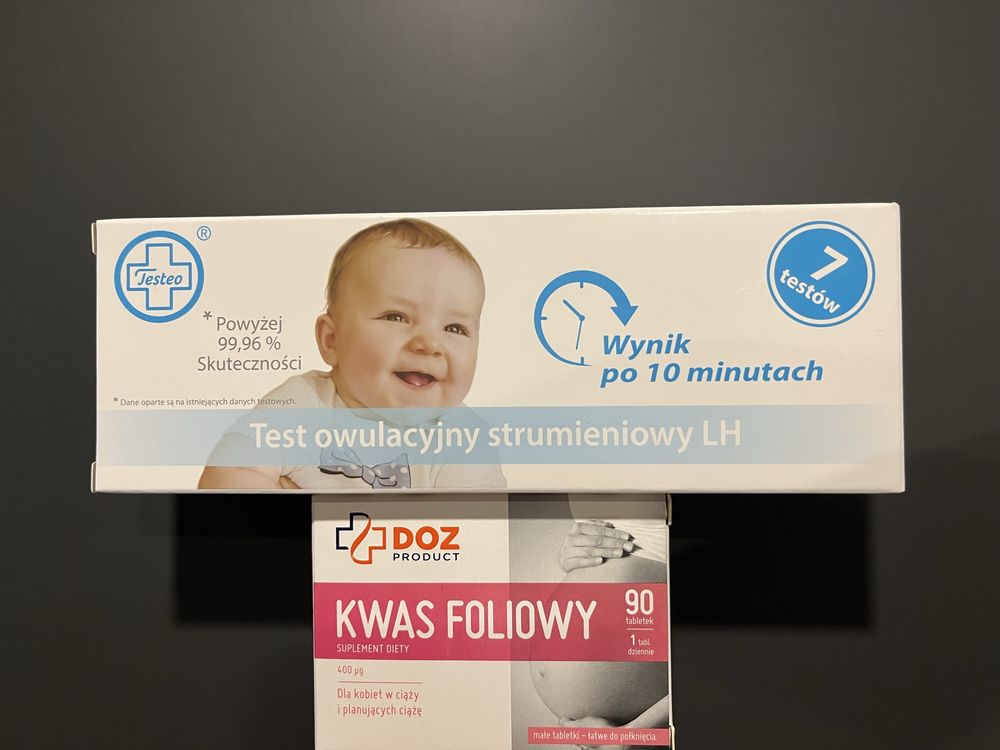 Testeo
®
* Powyżej
99,96 %
Skuteczności
* Dane oparte są na istniejących danych testowych.
7
testów
Wynik
po 10 minutach
Test owulacyjny strumieniowy LH
DOZ
PRODUCT
KWAS FOLIOWY
SUPLEMENT DIETY
90
tabletek
1 tabl.
dziennie
400 µg
Dla kobiet w ciąży
i planujących ciążę
małe tabletki – łatwe do połknięcia